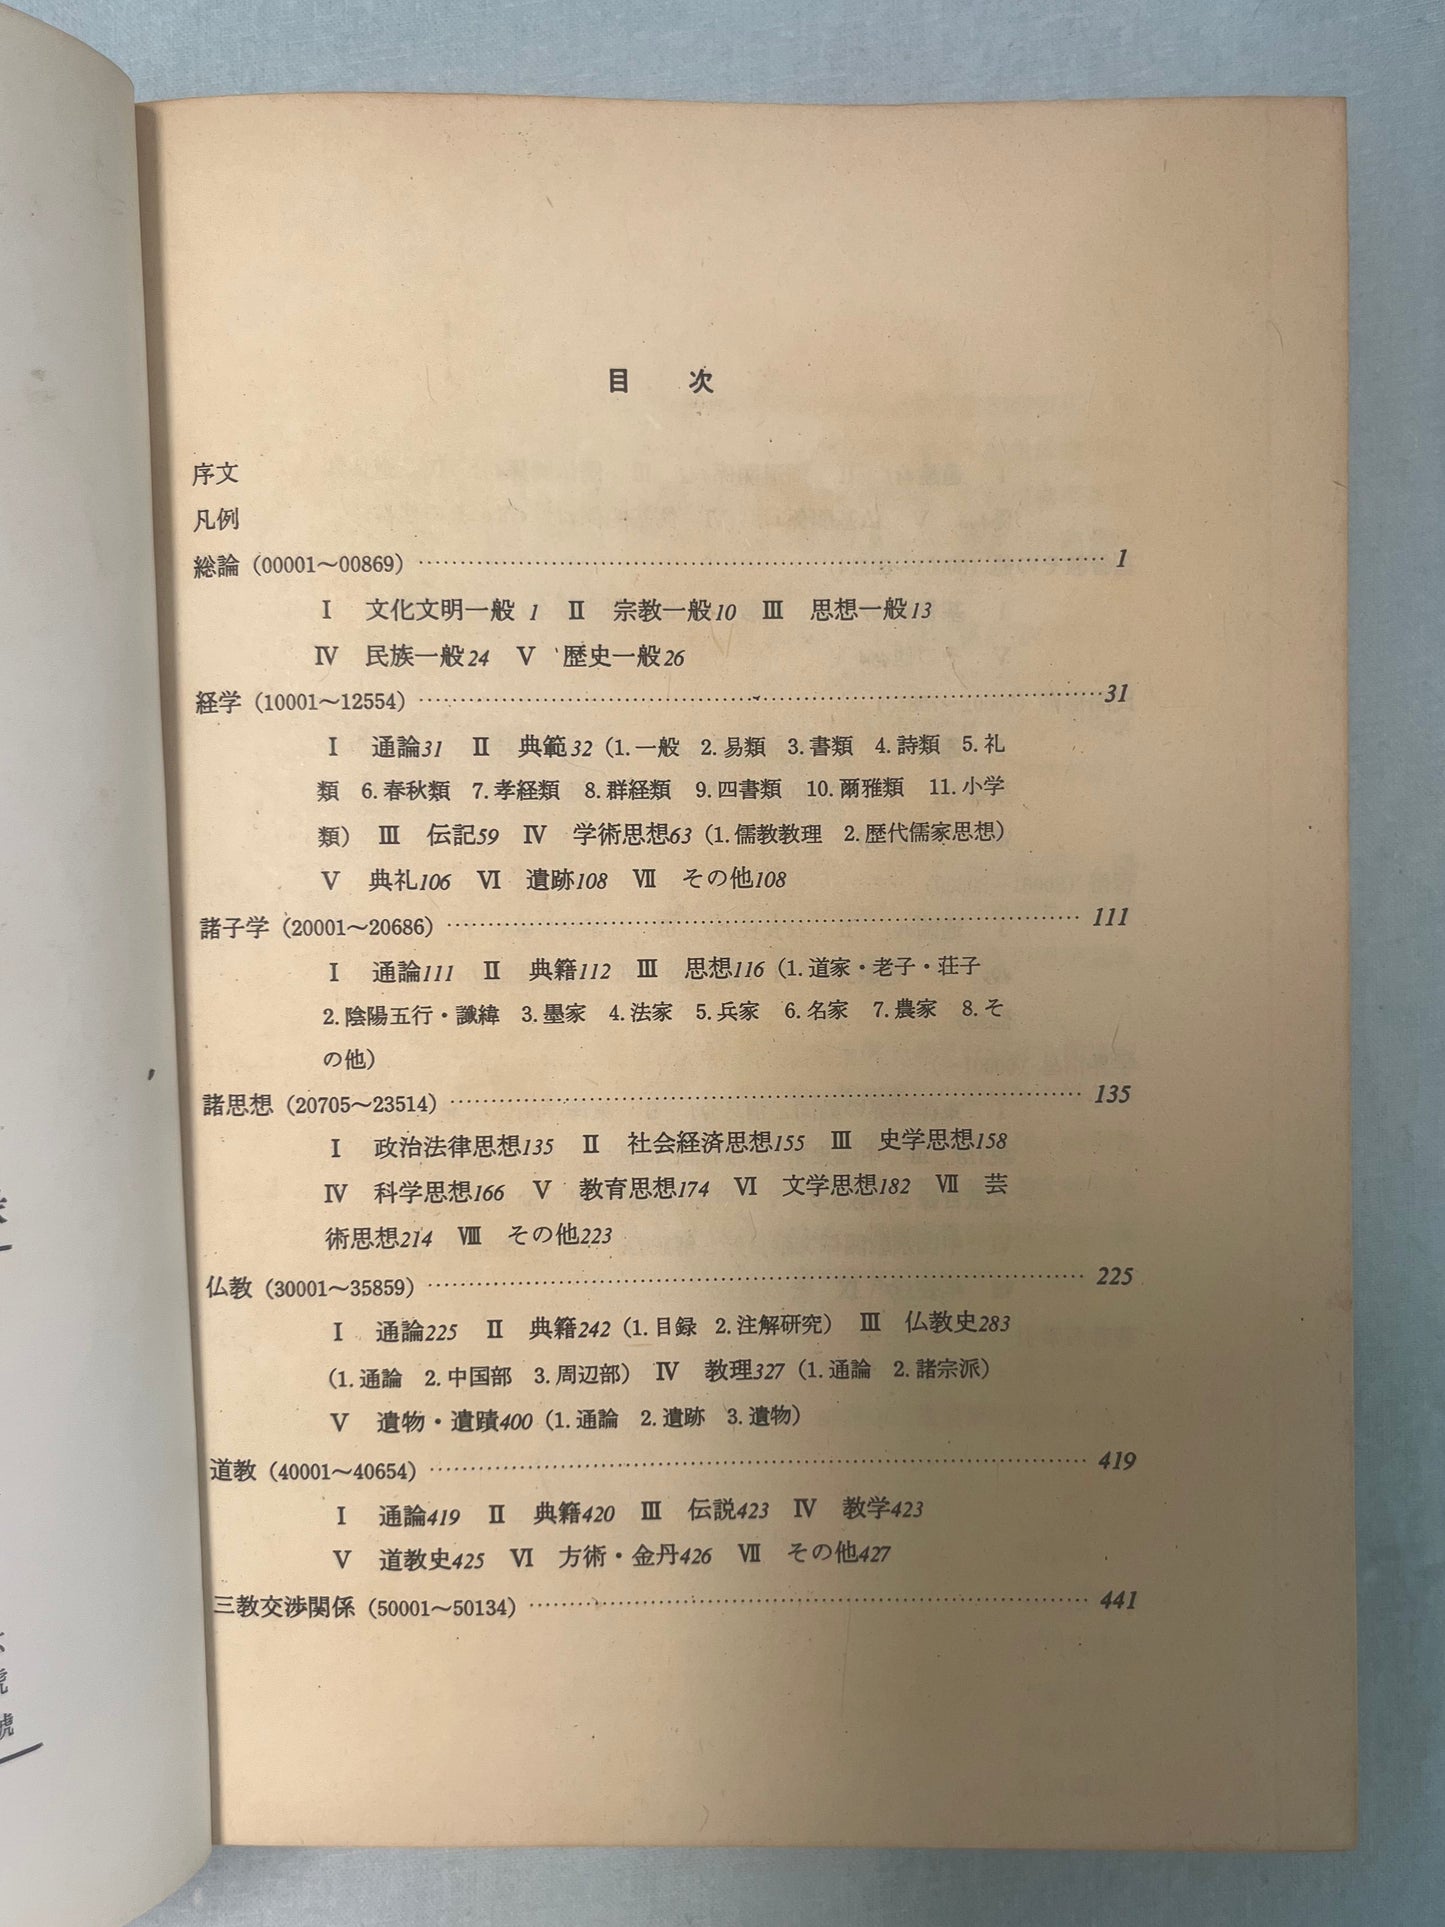 目 次
序文
凡例
総論 (00001〜00869) …… 1
Ⅰ 文化文明一般 1 Ⅱ 宗教一般10 Ⅲ 思想一般13
Ⅳ 民族一般24 Ⅴ 歴史一般26
経学 (10001〜12554) …… 31
Ⅰ 通論31 Ⅱ 典範32 (1.一般 2.易類 3.書類 4.詩類 5.礼
類 6.春秋類 7.孝経類 8.群経類 9.四書類 10.爾雅類 11.小学
類) Ⅲ 伝記59 Ⅳ 学術思想63 (1.儒教教理 2.歴代儒家思想)
Ⅴ 典礼106 Ⅵ 遺跡108 Ⅶ その他108
諸子学 (20001〜20686) …… 111
Ⅰ 通論111 Ⅱ 典籍112 Ⅲ 思想116 (1.道家・老子・荘子
2.陰陽五行・讖緯 3.墨家 4.法家 5.兵家 6.名家 7.農家 8.そ
の他)
諸思想 (20705〜23514) …… 135
Ⅰ 政治法律思想135 Ⅱ 社会経済思想155 Ⅲ 史学思想158
Ⅳ 科学思想166 Ⅴ 教育思想174 Ⅵ 文学思想182 Ⅶ 芸
術思想214 Ⅷ その他223
仏教 (30001〜35859) …… 225
Ⅰ 通論225 Ⅱ 典籍242 (1.目録 2.注解研究) Ⅲ 仏教史283
(1.通論 2.中国部 3.周辺部) Ⅳ 教理327 (1.通論 2.諸宗派)
Ⅴ 遺物・遺蹟400 (1.通論 2.遺跡 3.遺物)
道教 (40001〜40654) …… 419
Ⅰ 通論419 Ⅱ 典籍420 Ⅲ 伝説423 Ⅳ 教学423
Ⅴ 道教史425 Ⅵ 方術・金丹426 Ⅶ その他427
三教交渉関係 (50001〜50134) …… 441